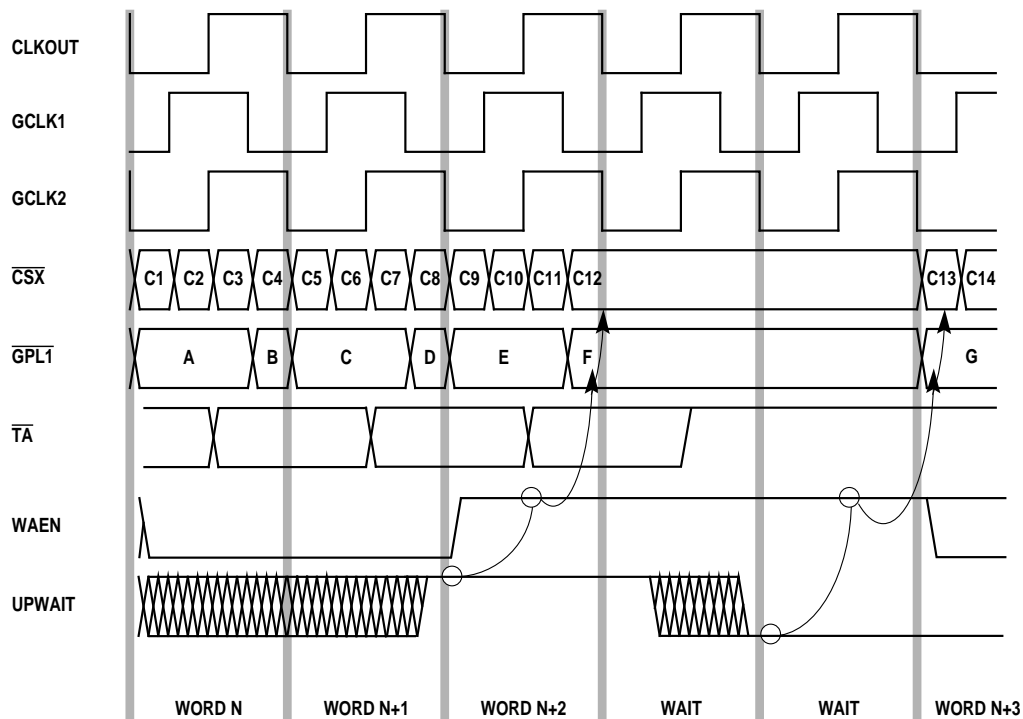 CLKOUT
GCLK1
GCLK2
CSX C1 C2 C3 C4 C5 C6 C7 C8 C9 C10 C11 C12 C13 C14
GPL1 A B C D E F G
TA
WAEN
UPWAIT
WORD N WORD N+1 WORD N+2 WAIT WAIT WORD N+3